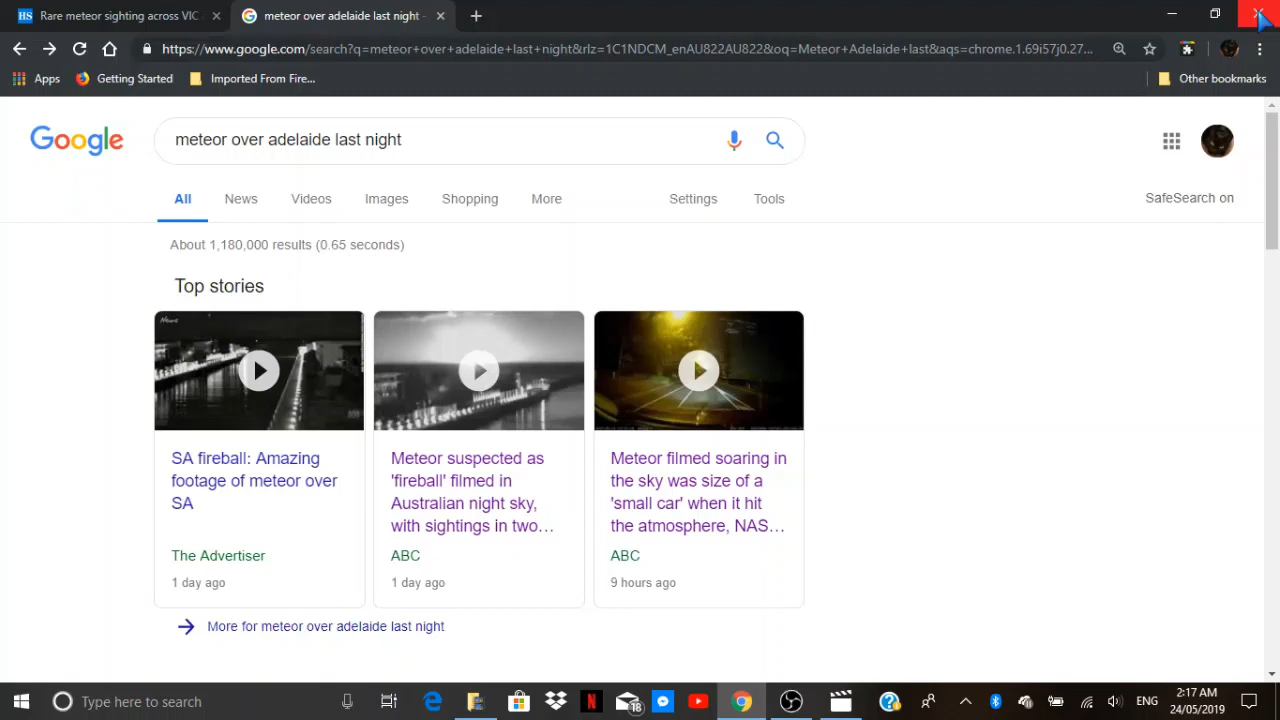 Rare meteor sighting across VIC
meteor over adelaide last night -
https://www.google.com/search?q=meteor+over+adelaide+last+night&rlz=1C1NDCM_enAU822AU822&oq=Meteor+Adelaide+last&aqs=chrome.1.69i57j0.27...
Apps
Getting Started
Imported From Fire...
Other bookmarks
Google
meteor over adelaide last night
All
News
Videos
Images
Shopping
More
Settings
Tools
SafeSearch on
About 1,180,000 results (0.65 seconds)
Top stories
News
SA fireball: Amazing
footage of meteor over
SA
The Advertiser
1 day ago
Meteor suspected as
'fireball' filmed in
Australian night sky,
with sightings in two...
ABC
1 day ago
Meteor filmed soaring in
the sky was size of a
'small car' when it hit
the atmosphere, NAS...
ABC
9 hours ago
More for meteor over adelaide last night
Type here to search
18
ENG
2:17 AM
24/05/2019